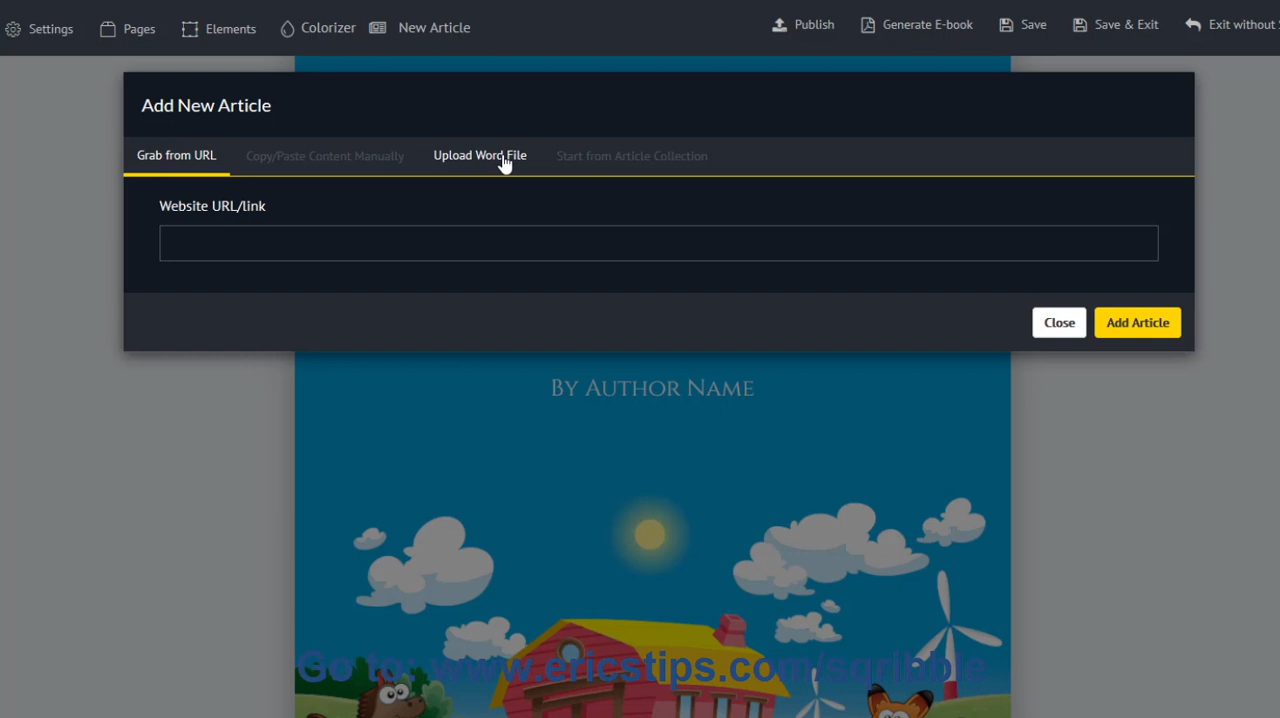 Settings Pages Elements Colorizer New Article Publish Generate E-book Save Save & Exit Exit without
Add New Article
Grab from URL Copy/Paste Content Manually Upload Word File Start from Article Collection
Website URL/link
Close Add Article
By Author Name
Go to: www.ericstips.com/sqribble